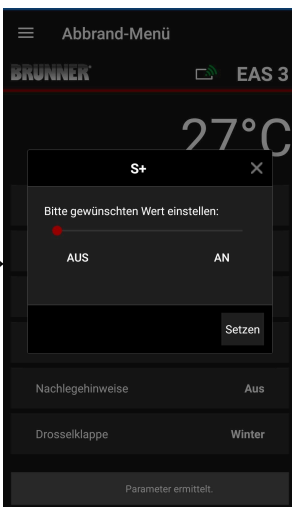 Abbrand-Menü
BRUNNER
EAS 3
27°C
S+
Bitte gewünschten Wert einstellen:
AUS
AN
Setzen
Nachlegehinweise Aus
Drosselklappe Winter
Parameter ermittelt.